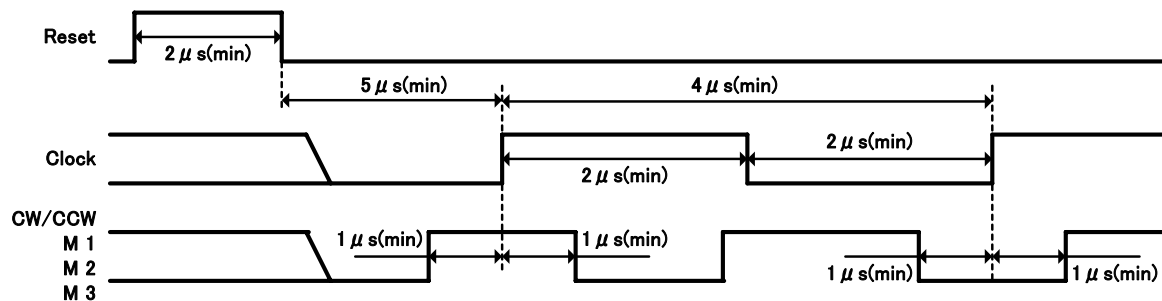 Reset
2 μ s(min)
5 μ s(min)
4 μ s(min)
Clock
2 μ s(min)
2 μ s(min)
CW/CCW
M 1
M 2
M 3
1 μ s(min)
1 μ s(min)
1 μ s(min)
1 μ s(min)